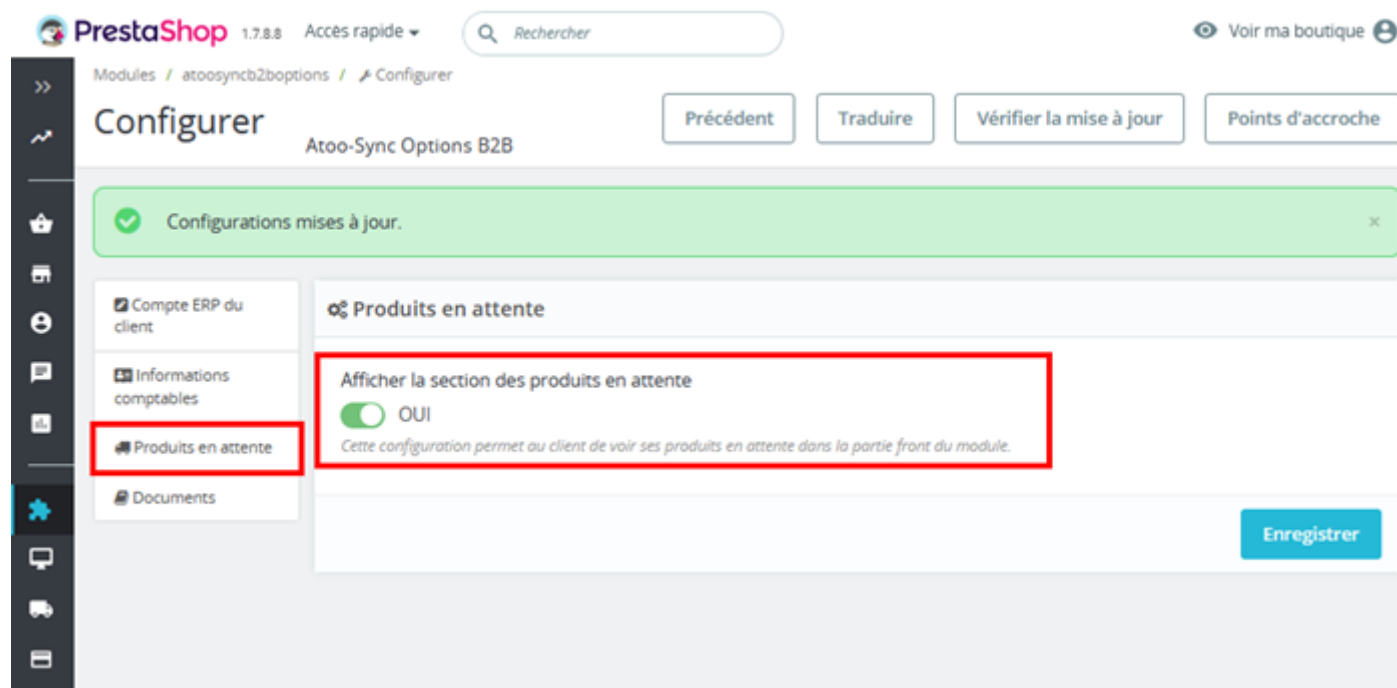 PrestaShop 1.7.8.8 Accès rapide Rechercher Voir ma boutique
Modules / atoosyncb2boptions / Configurer
Configurer
Atoo-Sync Options B2B
Précédent Traduire Vérifier la mise à jour Points d'accroche
Configurations mises à jour. ×
Compte ERP du
client
Informations
comptables
Produits en attente
Documents
Produits en attente
Afficher la section des produits en attente
OUI
Cette configuration permet au client de voir ses produits en attente dans la partie front du module.
Enregistrer